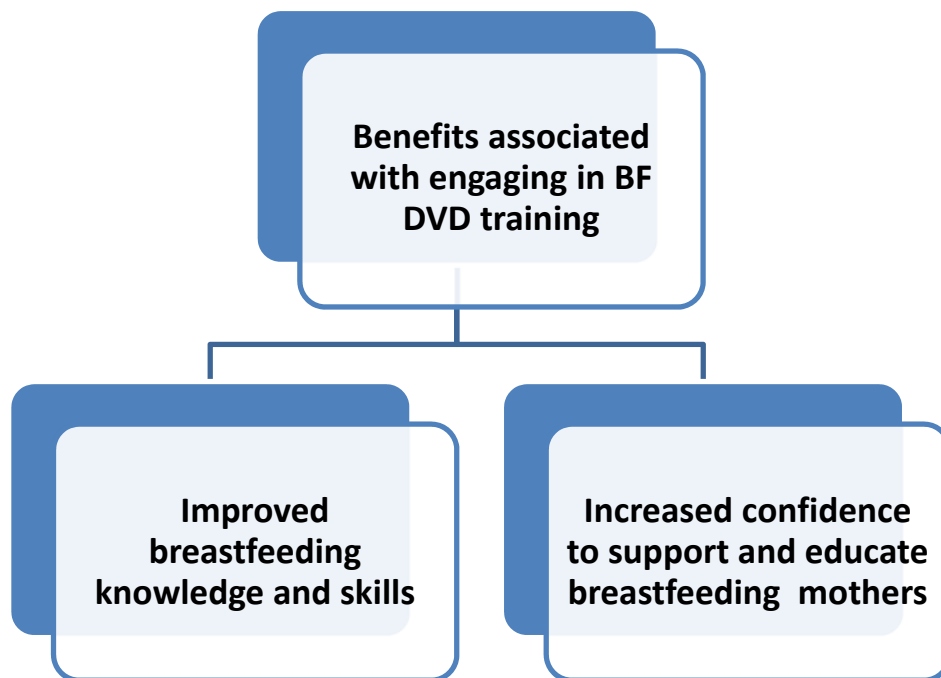 Benefits associated
with engaging in BF
DVD training
Improved
breastfeeding
knowledge and skills
Increased confidence
to support and educate
breastfeeding  mothers